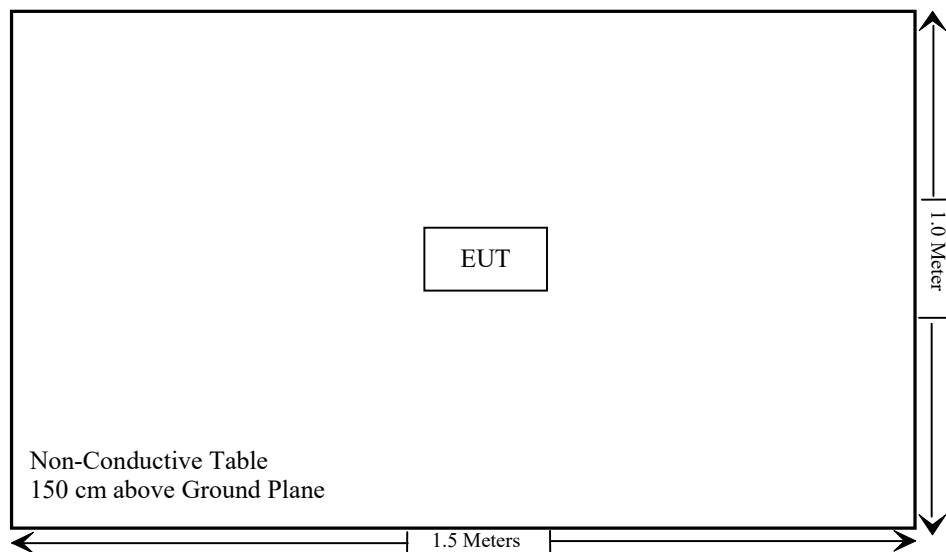 EUT
1.0 Meter
Non-Conductive Table
150 cm above Ground Plane
1.5 Meters